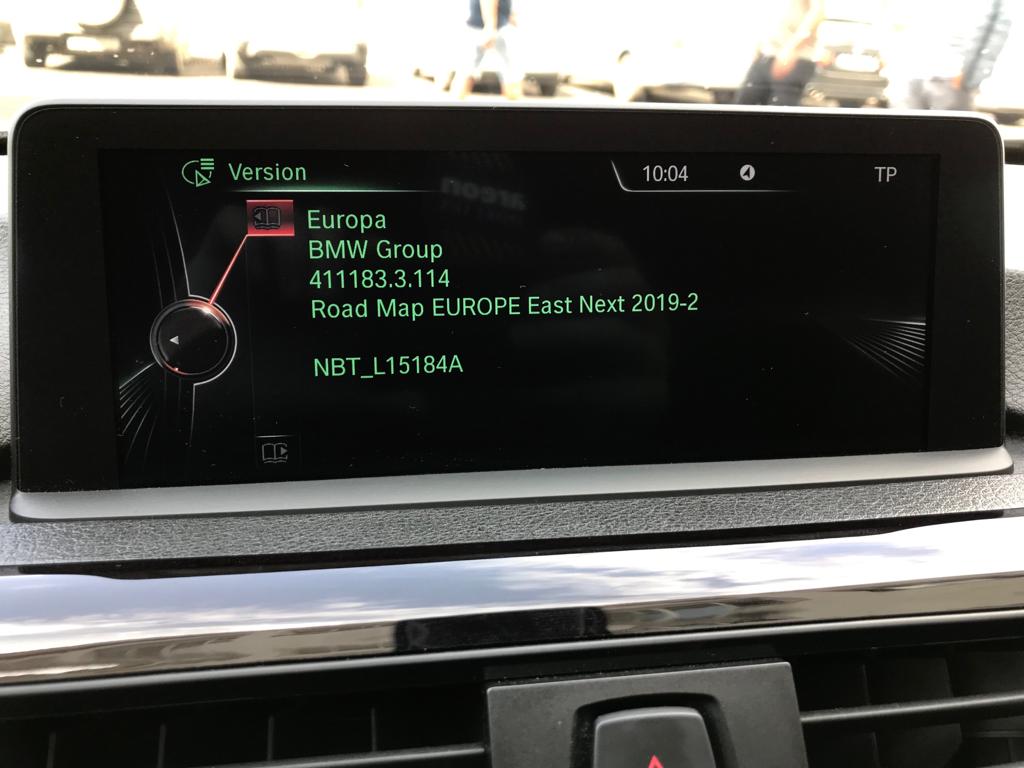 Version
10:04
TP
Europa
BMW Group
411183.3.114
Road Map EUROPE East Next 2019-2
NBT_L15184A